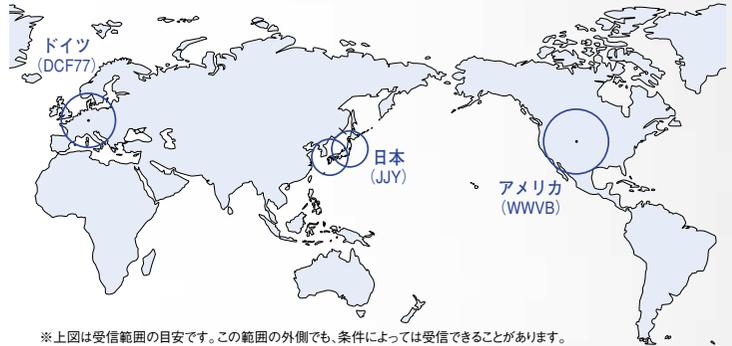 ドイツ
（DCF77）
日本
（JJY）
アメリカ
（WWVB）
※上図は受信範囲の目安です。この範囲の外側でも、条件によっては受信できることがあります。